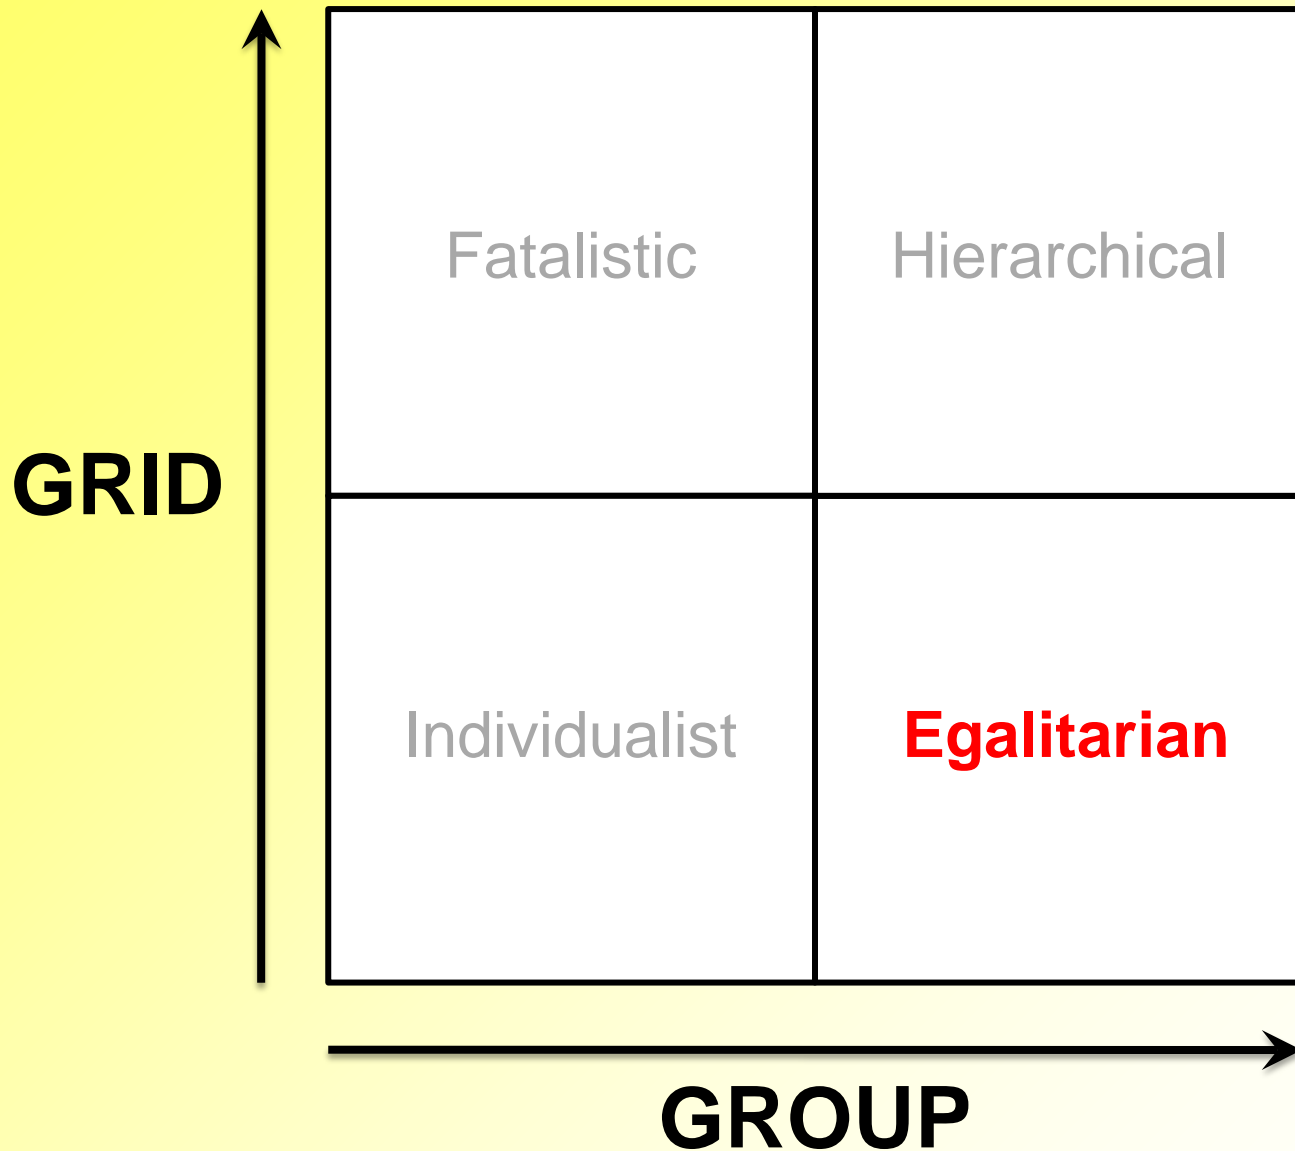 Fatalistic
Hierarchical
GRID
Individualist
Egalitarian
GROUP